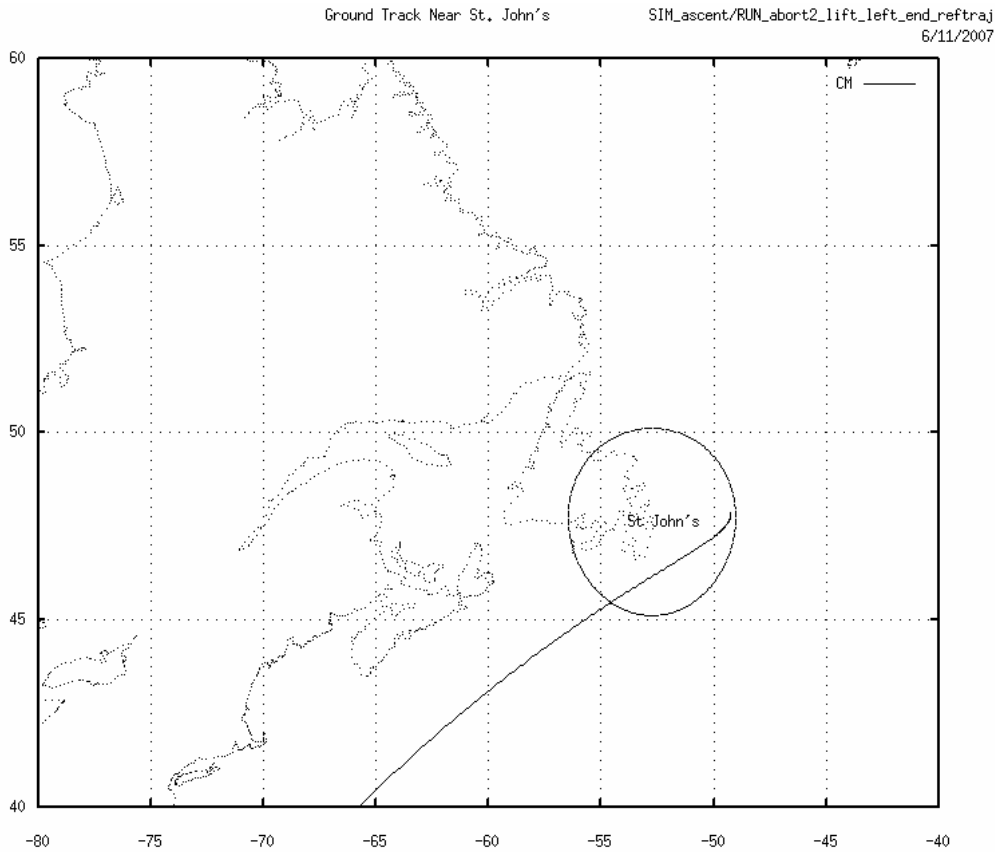 Ground Track Near St. John's
SIM_ascent/RUN_abort2_lift_left_end_reftraj
6/11/2007
60
CM
55
50
St John's
45
40
-80 -75 -70 -65 -60 -55 -50 -45 -40